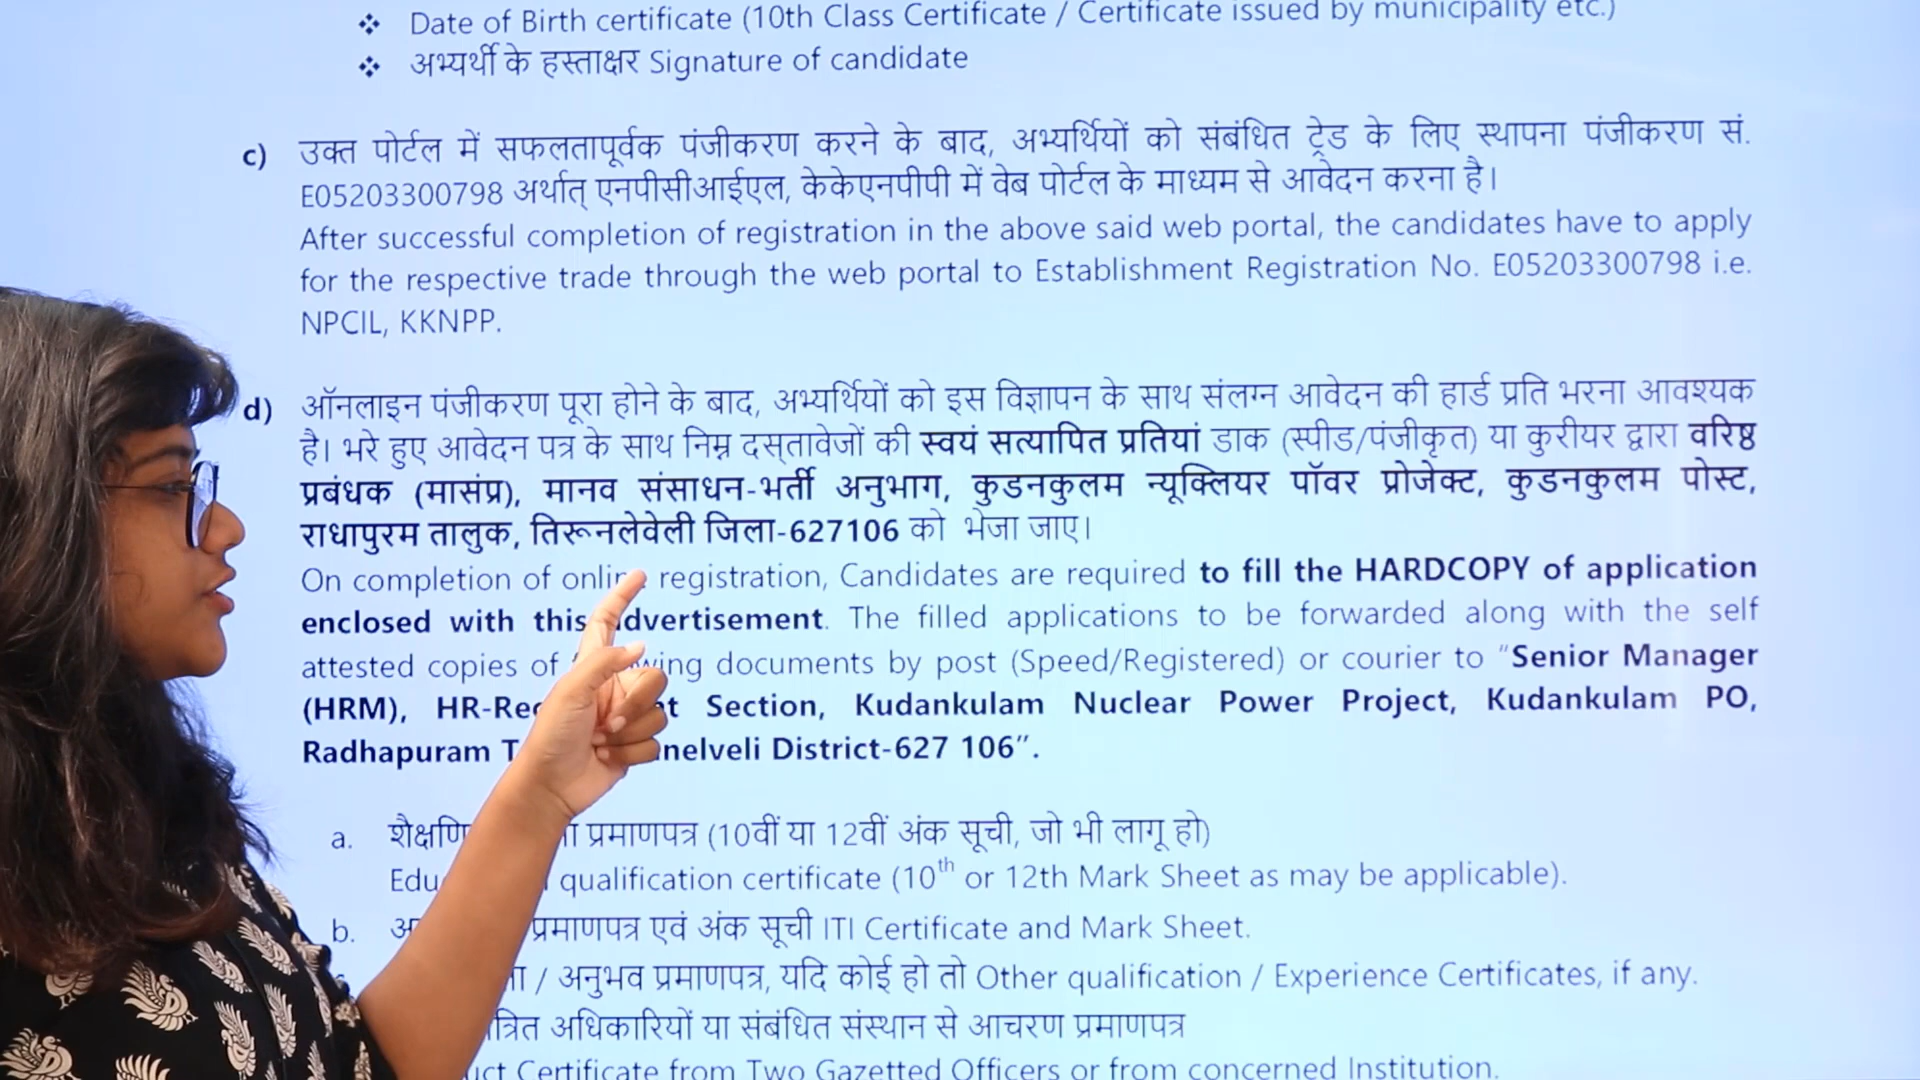 ❖ Date of Birth certificate (10th Class Certificate / Certificate issued by municipality etc.)
❖ अभ्यर्थी के हस्ताक्षर Signature of candidate
c) उक्त पोर्टल में सफलतापूर्वक पंजीकरण करने के बाद, अभ्यर्थियों को संबंधित ट्रेड के लिए स्थापना पंजीकरण सं.
E05203300798 अर्थात् एनपीसीआईएल, केकेएनपीपी में वेब पोर्टल के माध्यम से आवेदन करना है।
After successful completion of registration in the above said web portal, the candidates have to apply
for the respective trade through the web portal to Establishment Registration No. E05203300798 i.e.
NPCIL, KKNPP.
d) ऑनलाइन पंजीकरण पूरा होने के बाद, अभ्यर्थियों को इस विज्ञापन के साथ संलग्न आवेदन की हार्ड प्रति भरना आवश्यक
है। भरे हुए आवेदन पत्र के साथ निम्न दस्तावेजों की स्वयं सत्यापित प्रतियां डाक (स्पीड/पंजीकृत) या कुरीयर द्वारा वरिष्ठ
प्रबंधक (मासंप्र), मानव संसाधन-भर्ती अनुभाग, कुडनकुलम न्यूक्लियर पॉवर प्रोजेक्ट, कुडनकुलम पोस्ट,
राधापुरम तालुक, तिरूनलेवेली जिला-627106 को भेजा जाए।
On completion of online registration, Candidates are required to fill the HARDCOPY of application
enclosed with this advertisement. The filled applications to be forwarded along with the self
attested copies of documents by post (Speed/Registered) or courier to “Senior Manager
(HRM), Section, Kudankulam Nuclear Power Project, Kudankulam PO,
Radhapuram District-627 106”.
a. प्रमाणपत्र (10वीं या 12वीं अंक सूची, जो भी लागू हो)
qualification certificate (10th or 12th Mark Sheet as may be applicable).
b. प्रमाणपत्र एवं अंक सूची ITI Certificate and Mark Sheet.
/ अनुभव प्रमाणपत्र, यदि कोई हो तो Other qualification / Experience Certificates, if any.
अधिकारियों या संबंधित संस्थान से आचरण प्रमाणपत्र
Certificate from Two Gazetted Officers or from concerned Institution.